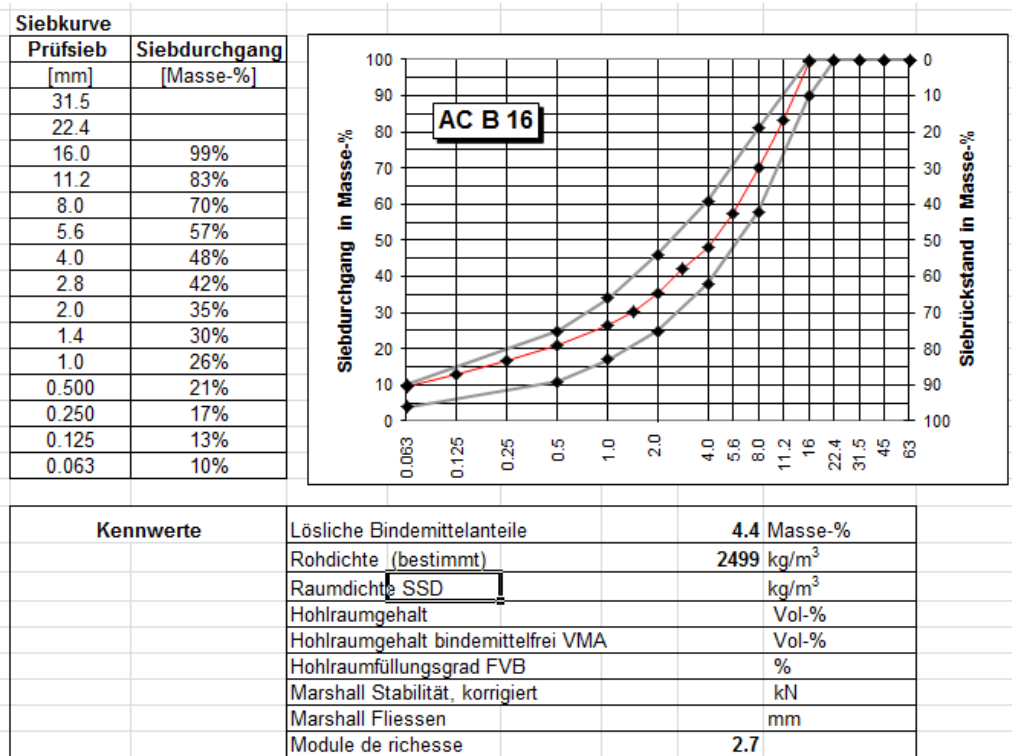 Siebkurve
Prüfsieb Siebdurchgang
[mm] [Masse-%]
31.5
22.4
16.0 99%
11.2 83%
8.0 70%
5.6 57%
4.0 48%
2.8 42%
2.0 35%
1.4 30%
1.0 26%
0.500 21%
0.250 17%
0.125 13%
0.063 10%
AC B 16
Siebdurchgang in Masse-%
100
90
80
70
60
50
40
30
20
10
0
0
10
20
30
40
50
60
70
80
90
100
Siebrückstand in Masse-%
0.063 0.125 0.25 0.5 1.0 2.0 4.0 5.6 8.0 11.2 16 22.4 31.5 45 63
Kennwerte
Lösliche Bindemittelanteile 4.4 Masse-%
Rohdichte (bestimmt) 2499 kg/m³
Raumdichte SSD kg/m³
Hohlraumgehalt Vol-%
Hohlraumgehalt bindemittelfrei VMA Vol-%
Hohlraumfüllungsgrad FVB %
Marshall Stabilität, korrigiert kN
Marshall Fliessen mm
Module de richesse 2.7